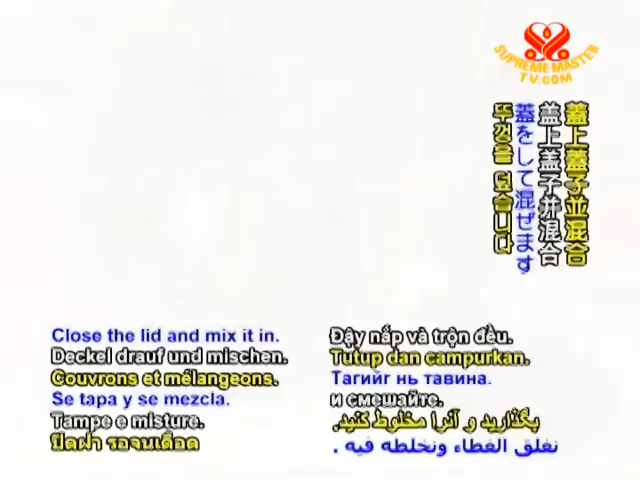 SUPREME MASTER
TV.COM
蓋上蓋子並混合
盖上盖子并混合
蓋をして混ぜます
뚜껑을 덮습니다
Close the lid and mix it in.
Deckel drauf und mischen.
Couvrons et mélangeons.
Se tapa y se mezcla.
Tampe e misture.
ปิดฝา รอจนเดือด
Đậy nắp và trộn đều.
Tutup dan campurkan.
Тагийг нь тавина.
и смешайте.
بگذارید و آنرا مخلوط کنید.
نغلق الغطاء ونخلطه فيه .